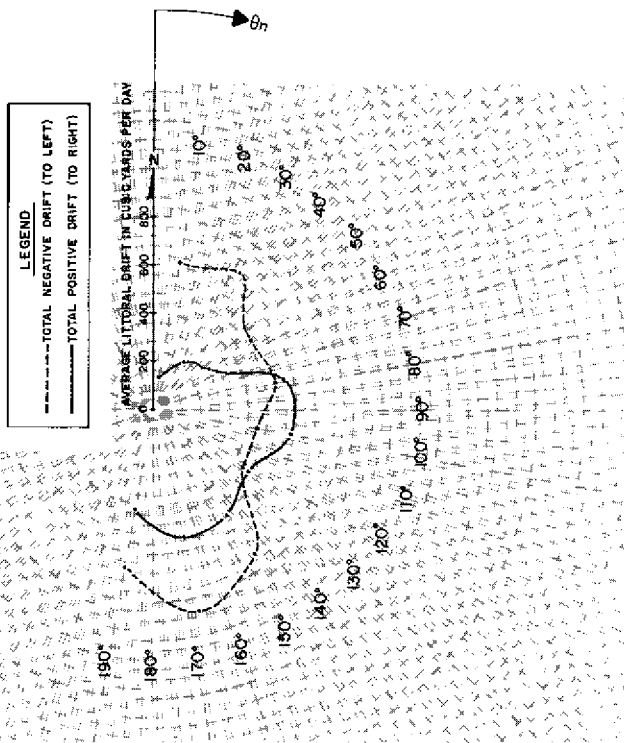 LEGEND
TOTAL NEGATIVE DRIFT (TO LEFT)
TOTAL POSITIVE DRIFT (TO RIGHT)
θn
AVERAGE LITTORAL DRIFT IN CUBIC YARDS PER DAY
0 200 400 600 800
N
10°
20°
30°
40°
50°
60°
70°
80°
90°
100°
110°
120°
130°
140°
150°
160°
170°
180°
190°